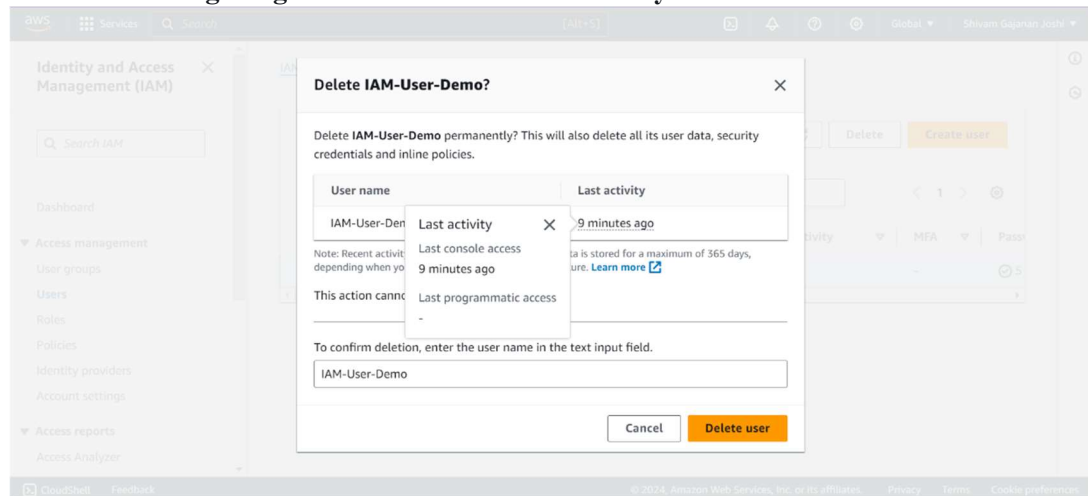 aws
Services
Search
[Alt+S]
Global
Shivam Gajanan Joshi
Identity and Access
Management (IAM)
Search IAM
Dashboard
Access management
User groups
Users
Roles
Policies
Identity providers
Account settings
Access reports
Access Analyzer
Delete
Create user
1
MFA
Delete IAM-User-Demo?
Delete IAM-User-Demo permanently? This will also delete all its user data, security
credentials and inline policies.
User name
Last activity
9 minutes ago
Last activity
Last console access
9 minutes ago
Last programmatic access
-
Note: Recent
is stored for a maximum of 365 days,
depending when
Learn more
This action
To confirm deletion, enter the user name in the text input field.
IAM-User-Demo
Cancel
Delete user
CloudShell
Feedback
© 2024, Amazon Web Services, Inc. or its affiliates.
Privacy
Terms
Cookie preferences